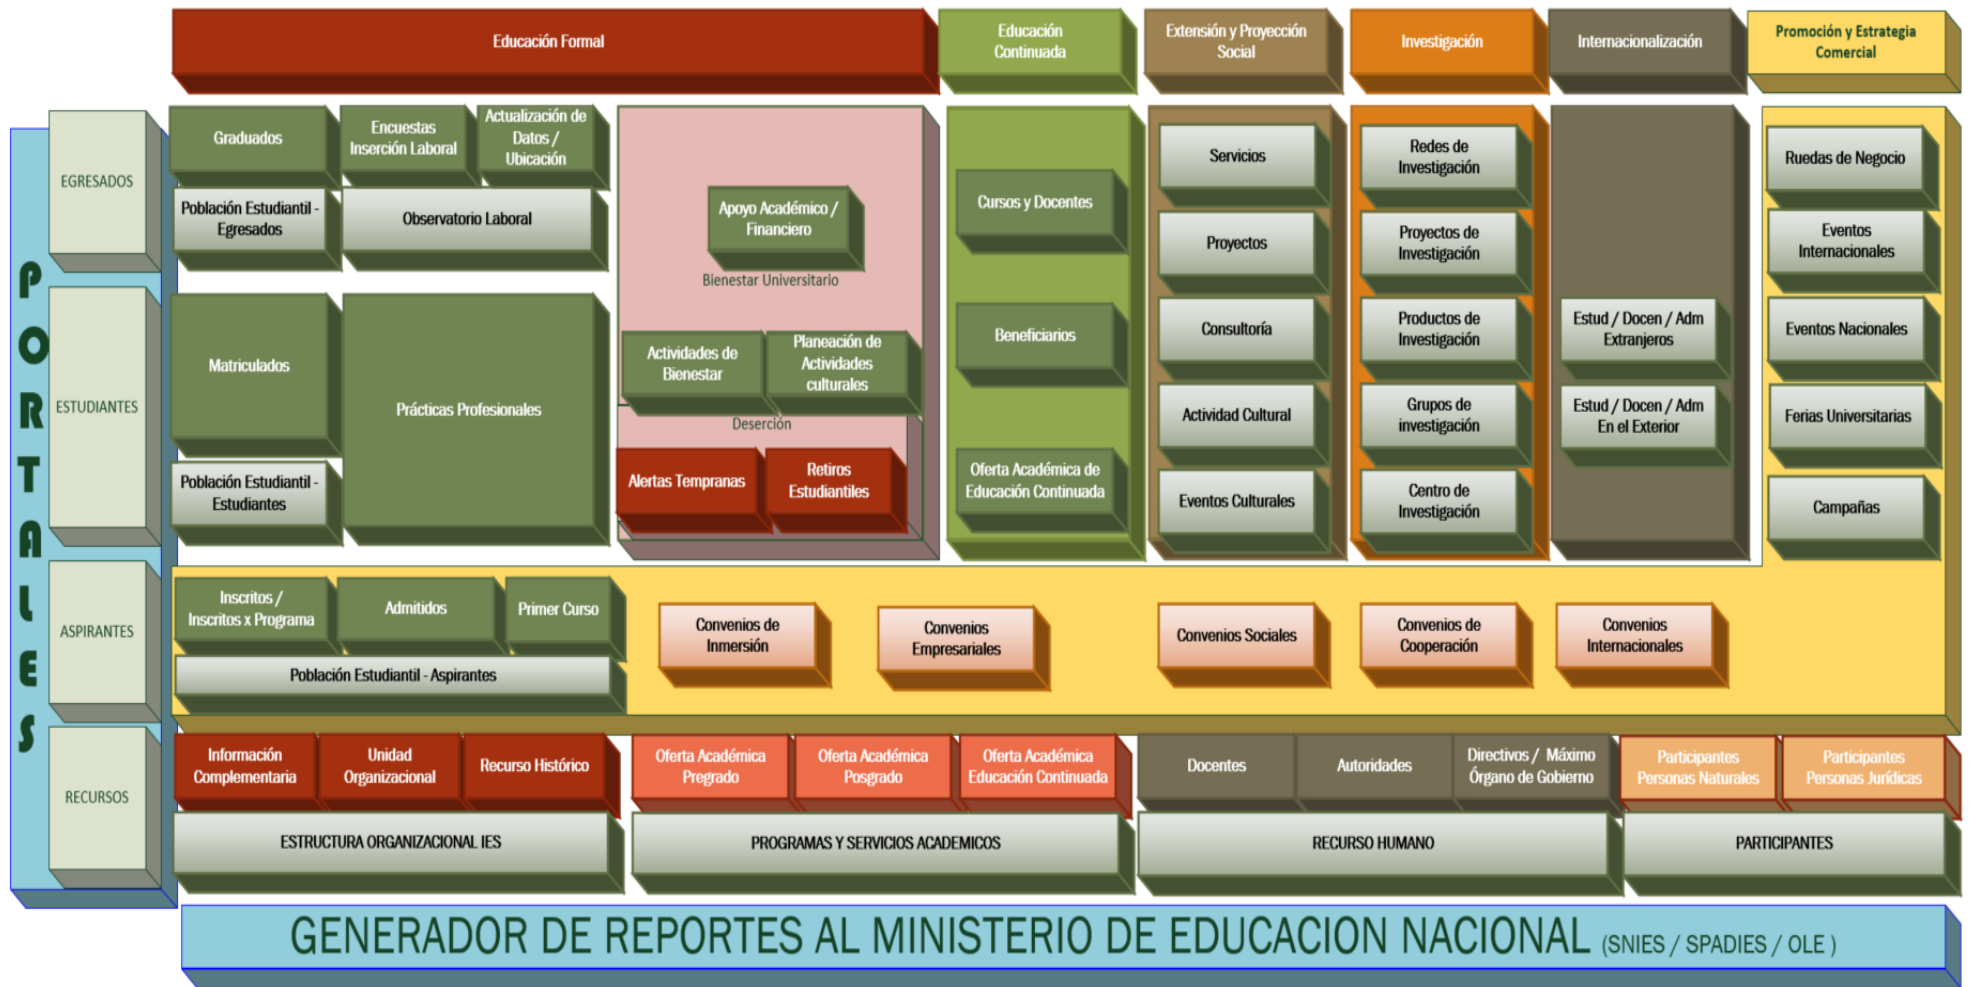 Educación Formal
Educación
Continuada
Extensión y Proyección
Social
Investigación
Internacionalización
Promoción y Estrategia
Comercial
PORTALES
EGRESADOS
Graduados
Encuestas
Inserción Laboral
Actualización de
Datos /
Ubicación
Población Estudiantil -
Egresados
Observatorio Laboral
ESTUDIANTES
Matriculados
Prácticas Profesionales
Población Estudiantil -
Estudiantes
Apoyo Académico /
Financiero
Bienestar Universitario
Actividades de
Bienestar
Planeación de
Actividades
culturales
Deserción
Alertas Tempranas
Retiros
Estudiantiles
Cursos y Docentes
Beneficiarios
Oferta Académica de
Educación Continuada
Servicios
Proyectos
Consultoría
Actividad Cultural
Eventos Culturales
Redes de
Investigación
Proyectos de
Investigación
Productos de
Investigación
Grupos de
investigación
Centro de
Investigación
Estud / Docen / Adm
Extranjeros
Estud / Docen / Adm
En el Exterior
Ruedas de Negocio
Eventos
Internacionales
Eventos Nacionales
Ferias Universitarias
Campañas
ASPIRANTES
Inscritos /
Inscritos x Programa
Admitidos
Primer Curso
Población Estudiantil - Aspirantes
Convenios de
Inmersión
Convenios
Empresariales
Convenios Sociales
Convenios de
Cooperación
Convenios
Internacionales
RECURSOS
Información
Complementaria
Unidad
Organizacional
Recurso Histórico
ESTRUCTURA ORGANIZACIONAL IES
Oferta Académica
Pregrado
Oferta Académica
Posgrado
Oferta Académica
Educación Continuada
PROGRAMAS Y SERVICIOS ACADEMICOS
Docentes
Autoridades
Directivos / Máximo
Órgano de Gobierno
RECURSO HUMANO
Participantes
Personas Naturales
Participantes
Personas Jurídicas
PARTICIPANTES
GENERADOR DE REPORTES AL MINISTERIO DE EDUCACION NACIONAL (SNIES / SPADIES / OLE )